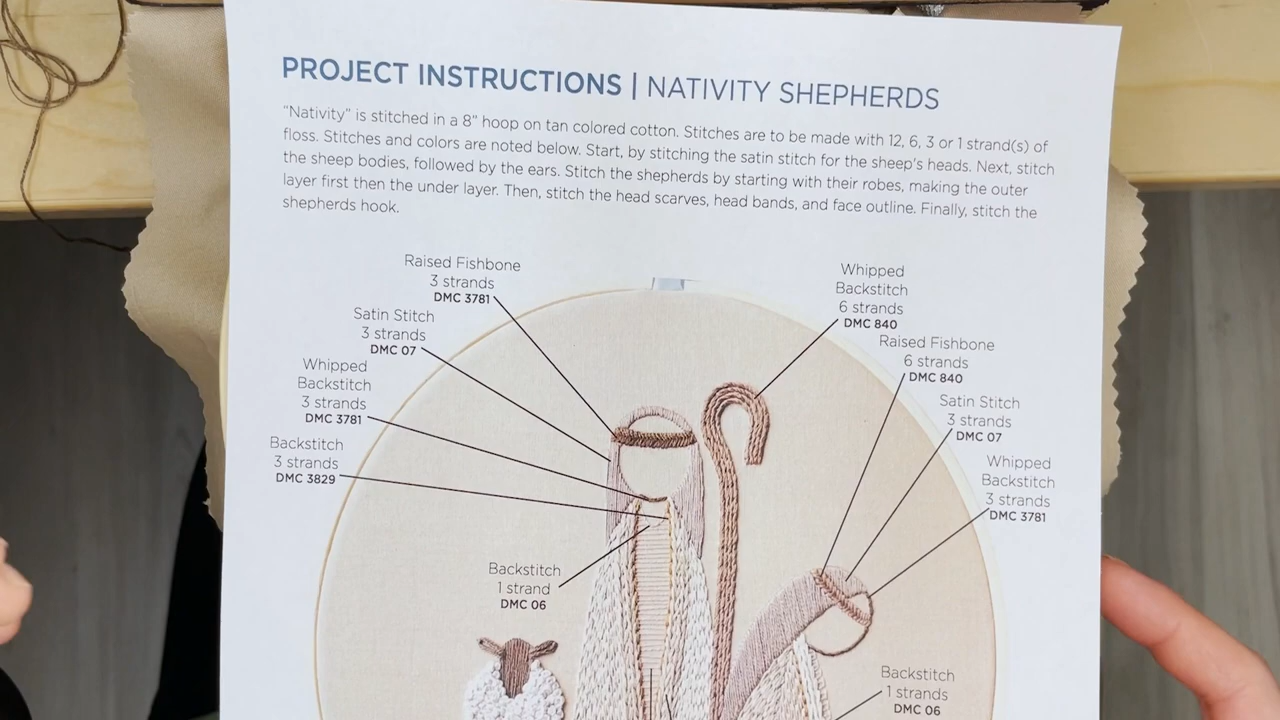 PROJECT INSTRUCTIONS | NATIVITY SHEPHERDS
“Nativity” is stitched in a 8” hoop on tan colored cotton. Stitches are to be made with 12, 6, 3 or 1 strand(s) of
floss. Stitches and colors are noted below. Start, by stitching the satin stitch for the sheep's heads. Next, stitch
the sheep bodies, followed by the ears. Stitch the shepherds by starting with their robes, making the outer
layer first then the under layer. Then, stitch the head scarves, head bands, and face outline. Finally, stitch the
shepherds hook.
Raised Fishbone
3 strands
DMC 3781
Satin Stitch
3 strands
DMC 07
Whipped
Backstitch
3 strands
DMC 3781
Backstitch
3 strands
DMC 3829
Backstitch
1 strand
DMC 06
Whipped
Backstitch
6 strands
DMC 840
Raised Fishbone
6 strands
DMC 840
Satin Stitch
3 strands
DMC 07
Whipped
Backstitch
3 strands
DMC 3781
Backstitch
1 strands
DMC 06